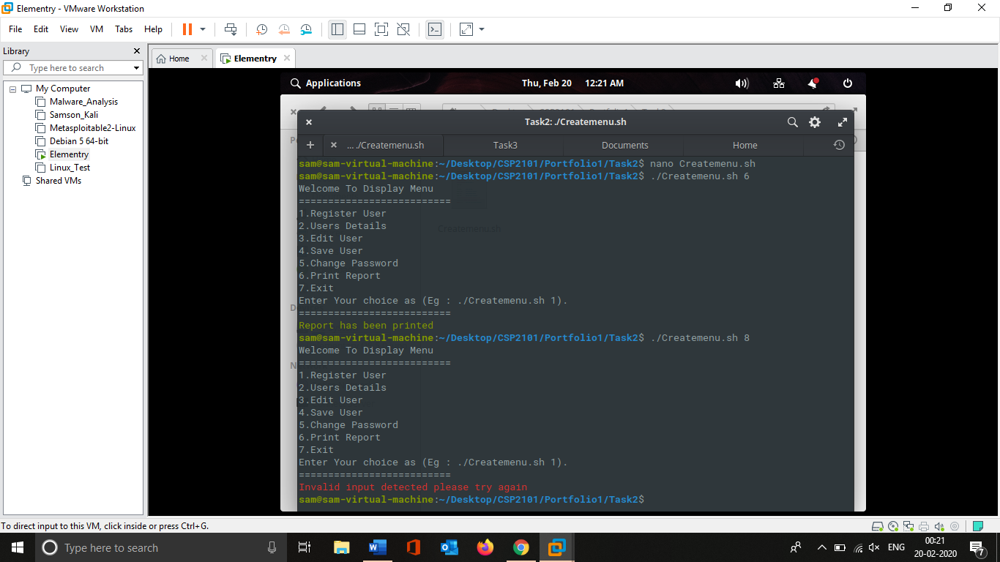 Elementry - VMware Workstation
File Edit View VM Tabs Help
Library
Type here to search
My Computer
Malware_Analysis
Samson_Kali
Metasploitable2-Linux
Debian 5 64-bit
Elementry
Linux_Test
Shared VMs
Home
Elementry
Applications
Thu, Feb 20 12:21 AM
Task2: ./Createmenu.sh
... ./Createmenu.sh
Task3
Documents
Home
sam@sam-virtual-machine:~/Desktop/CSP2101/Portfolio1/Task2$ nano Createmenu.sh
sam@sam-virtual-machine:~/Desktop/CSP2101/Portfolio1/Task2$ ./Createmenu.sh 6
Welcome To Display Menu
==========================
1.Register User
2.Users Details
3.Edit User
4.Save User
5.Change Password
6.Print Report
7.Exit
Enter Your choice as (Eg : ./Createmenu.sh 1).
==========================
Report has been printed
sam@sam-virtual-machine:~/Desktop/CSP2101/Portfolio1/Task2$ ./Createmenu.sh 8
Welcome To Display Menu
==========================
1.Register User
2.Users Details
3.Edit User
4.Save User
5.Change Password
6.Print Report
7.Exit
Enter Your choice as (Eg : ./Createmenu.sh 1).
==========================
Invalid input detected please try again
sam@sam-virtual-machine:~/Desktop/CSP2101/Portfolio1/Task2$
Createmenu.sh
To direct input to this VM, click inside or press Ctrl+G.
Type here to search
ENG
00:21
20-02-2020
7